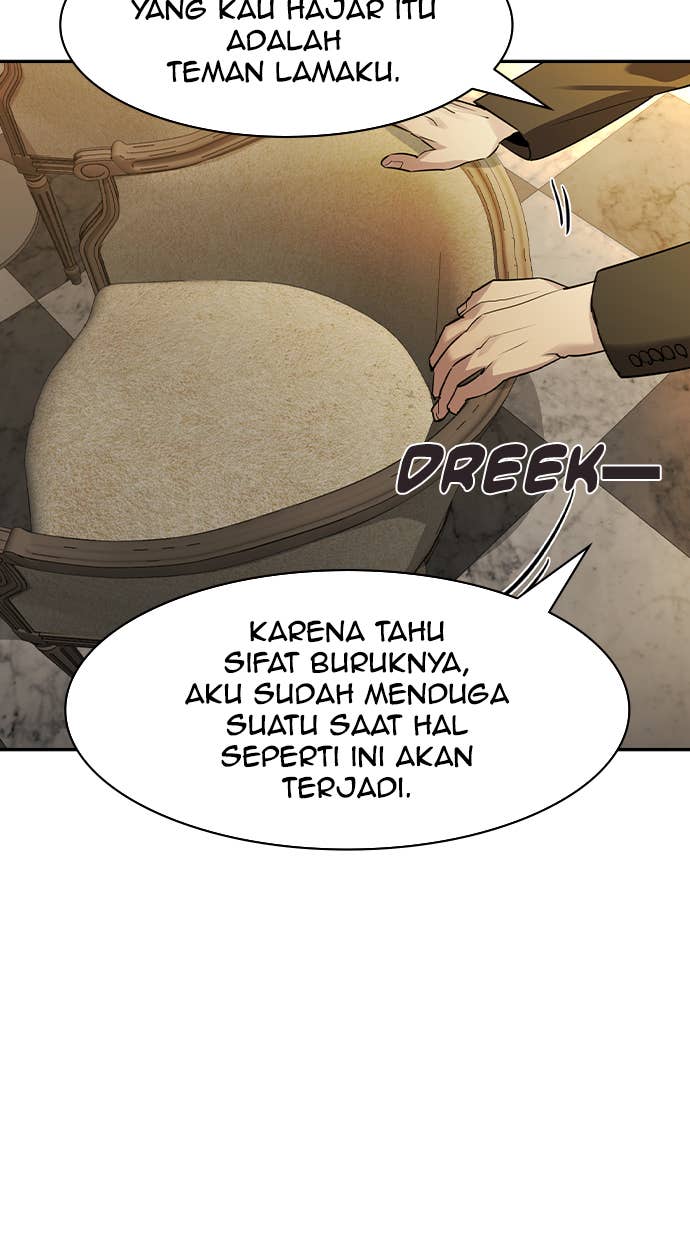 YANG KAU HAJAR ITU
ADALAH
TEMAN LAMAKU.
DREEK—
KARENA TAHU
SIFAT BURUKNYA,
AKU SUDAH MENDUGA
SUATU SAAT HAL
SEPERTI INI AKAN
TERJADI.